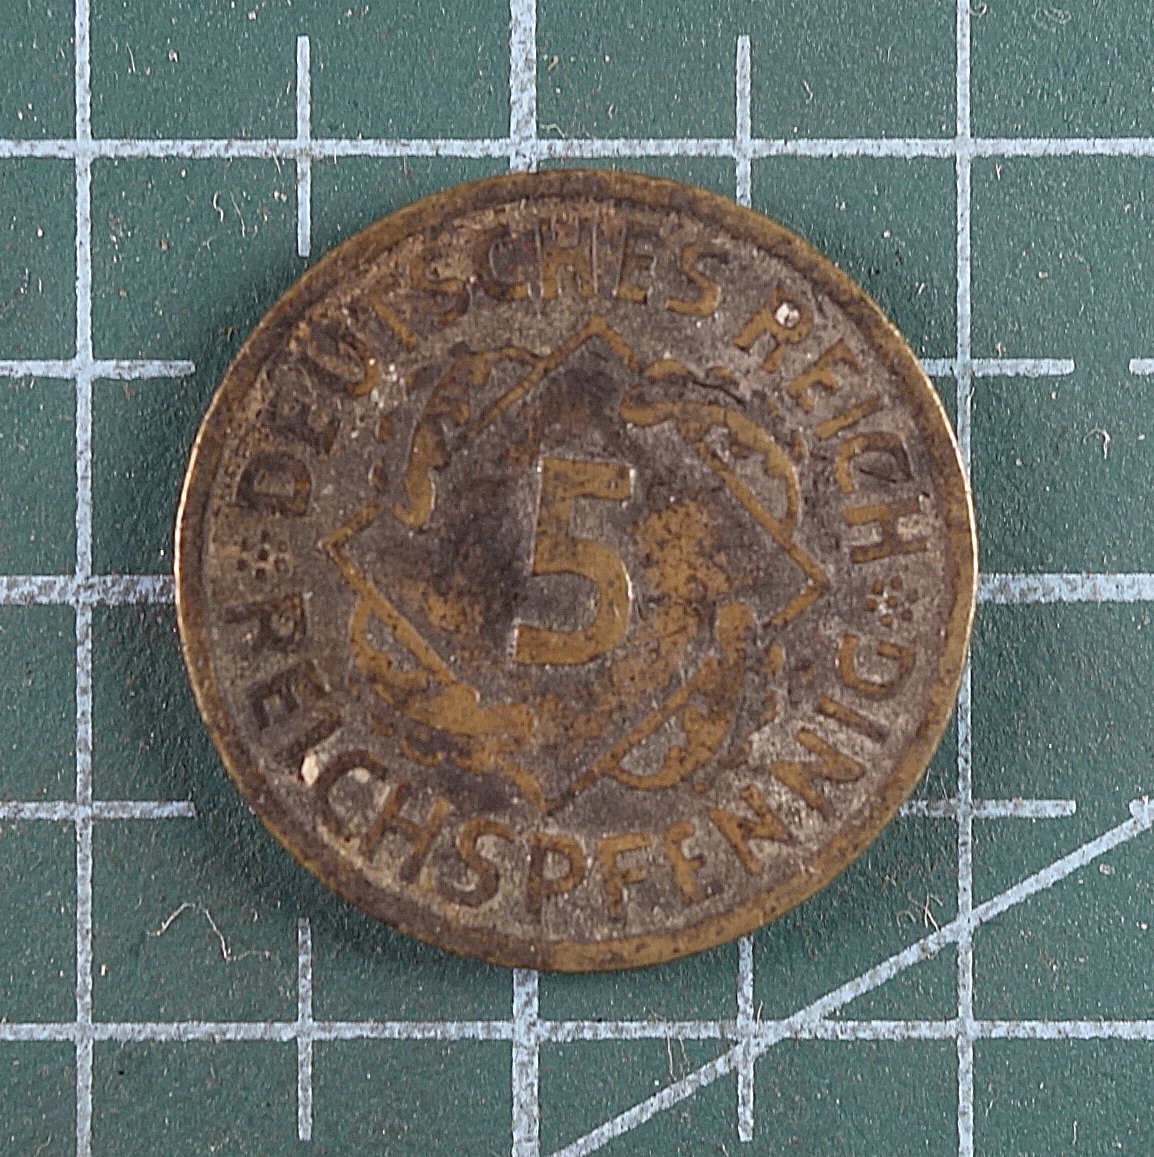 DEUTSCHES REICH
5
REICHSPFENNIG